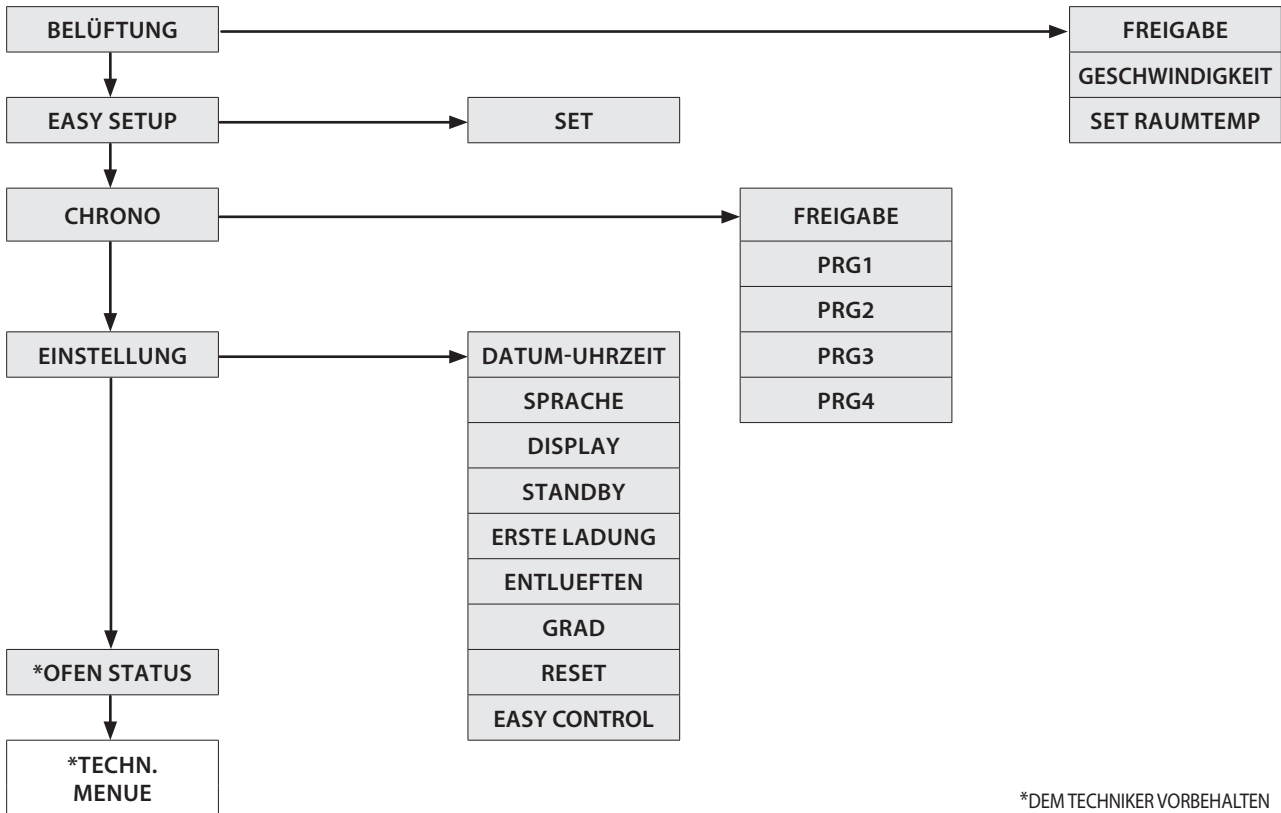 BELÜFTUNG
FREIGABE
GESCHWINDIGKEIT
SET RAUMTEMP
EASY SETUP
SET
CHRONO
FREIGABE
PRG1
PRG2
PRG3
PRG4
EINSTELLUNG
DATUM-UHRZEIT
SPRACHE
DISPLAY
STANDBY
ERSTE LADUNG
ENTLUEFTEN
GRAD
RESET
EASY CONTROL
*OFEN STATUS
*TECHN.
MENUE
*DEM TECHNIKER VORBEHALTEN